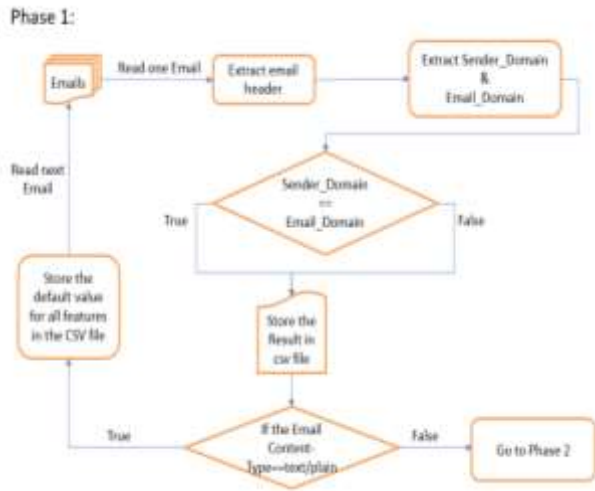 Phase 1:
Emails
Read one Email
Extract email
header
Extract Sender_Domain
&
Email_Domain
Read next
Email
Sender_Domain
==
Email_Domain
True
False
Store the
default value
for all features
in the CSV file
Store the
Result in
csv file
True
If the Email
Content-
Type==text/plain
False
Go to Phase 2